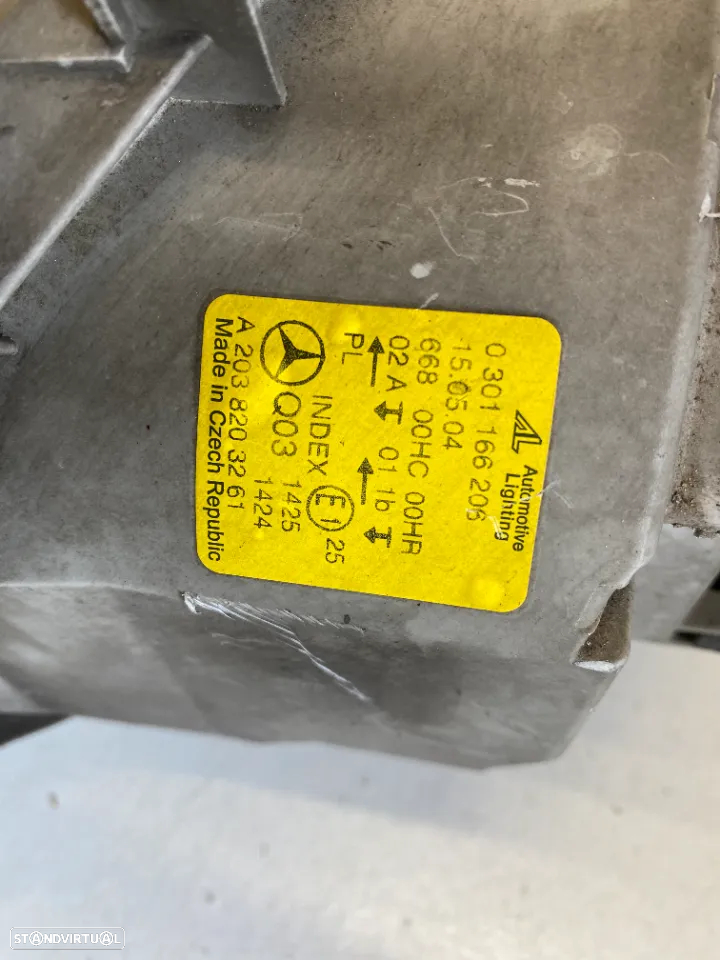 AL Automotive
Lighting
0 301 166 206
15.05.04
668 00HC 00HR
02 A 01 1b
PL
INDEX E1 25
Q03 1425
1424
A 203 820 32 61
Made in Czech Republic
STANDVIRTUAL